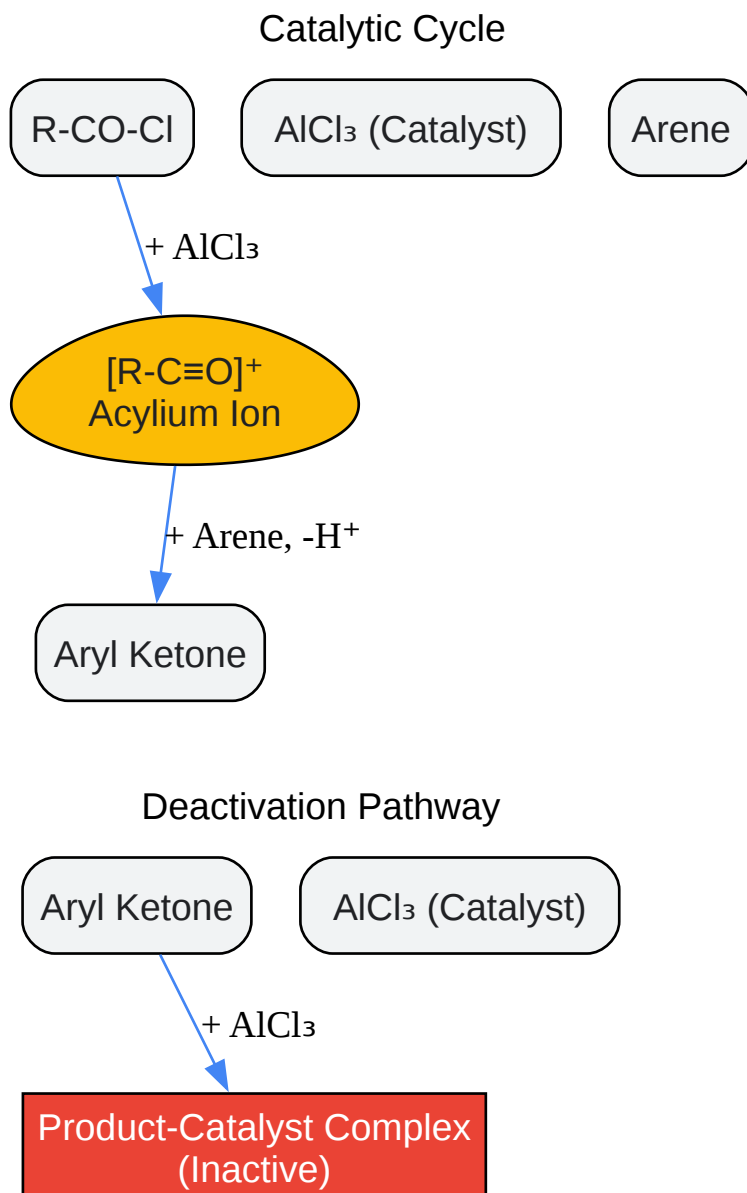 Catalytic Cycle
R-CO-Cl
AlCl₃ (Catalyst)
Arene
+ AlCl₃
[R-C≡O]⁺
Acylium Ion
+ Arene, -H⁺
Aryl Ketone
Deactivation Pathway
Aryl Ketone
AlCl₃ (Catalyst)
+ AlCl₃
Product-Catalyst Complex
(Inactive)